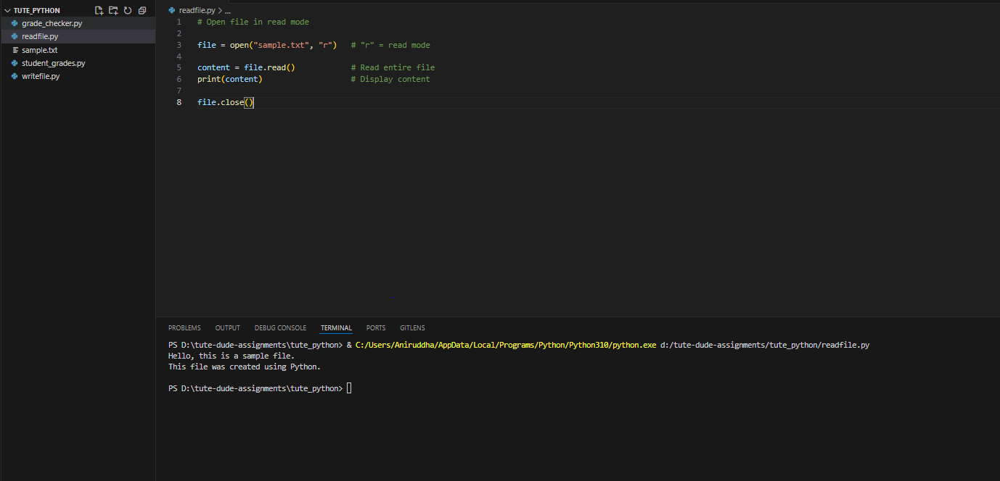 TUTE_PYTHON
grade_checker.py
readfile.py
sample.txt
student_grades.py
writefile.py
readfile.py > ...
1 # Open file in read mode
2
3 file = open("sample.txt", "r")   # "r" = read mode
4
5 content = file.read()            # Read entire file
6 print(content)                   # Display content
7
8 file.close()
PROBLEMS OUTPUT DEBUG CONSOLE TERMINAL PORTS GITLENS
PS D:\tute-dude-assignments\tute_python> & C:/Users/Aniruddha/AppData/Local/Programs/Python/Python310/python.exe d:/tute-dude-assignments/tute_python/readfile.py
Hello, this is a sample file.
This file was created using Python.
PS D:\tute-dude-assignments\tute_python>